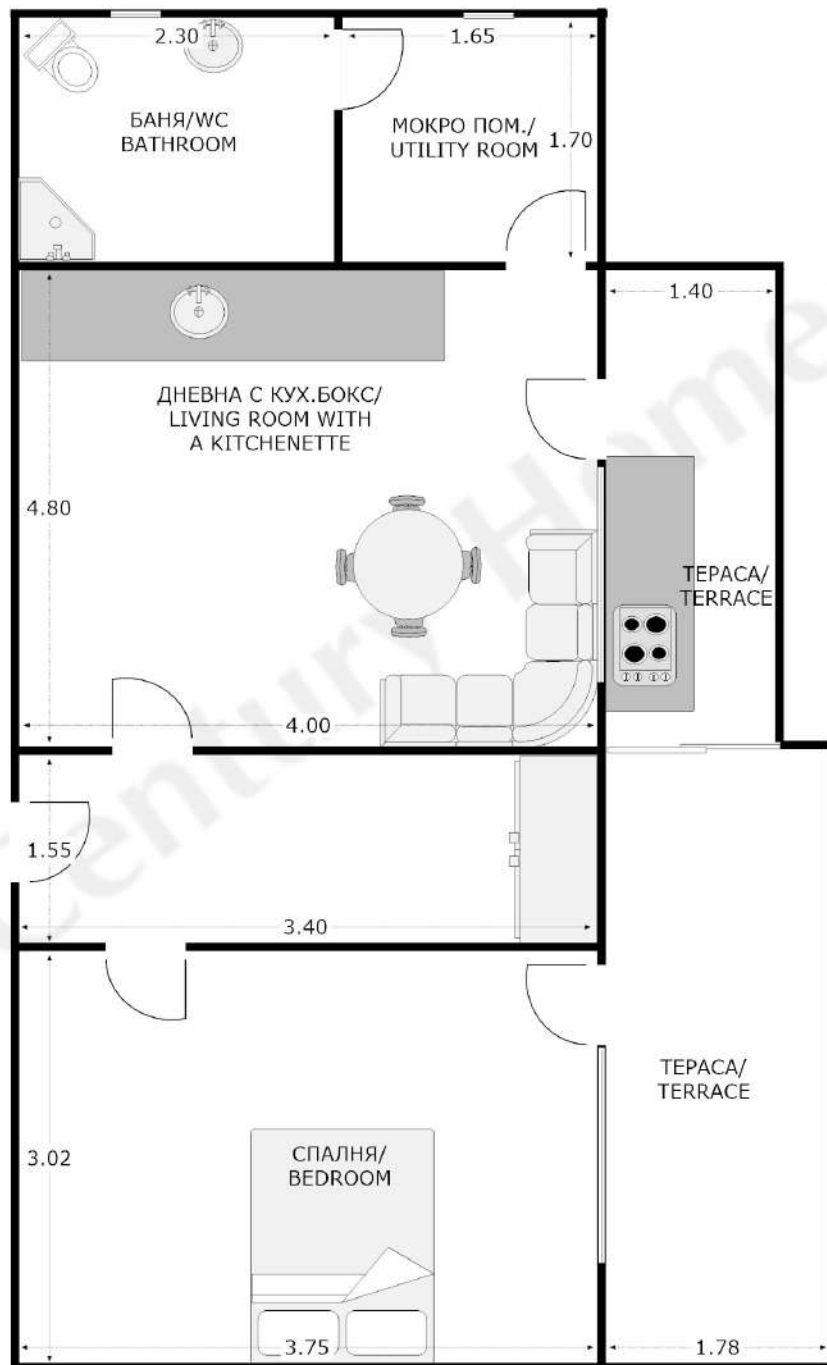 2.30
1.65
БАНЯ/WC
BATHROOM
МОКРО ПОМ./
UTILITY ROOM
1.70
1.40
ДНЕВНА С КУХ.БОКС/
LIVING ROOM WITH
A KITCHENETTE
4.80
ТЕРАСА/
TERRACE
4.00
1.55
3.40
ТЕРАСА/
TERRACE
3.02
СПАЛНЯ/
BEDROOM
3.75
1.78
Century Home